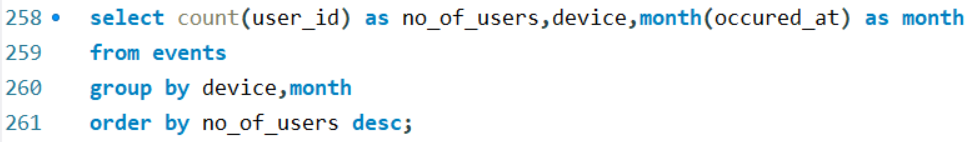 258 • select count(user_id) as no_of_users,device,month(occured_at) as month
259 from events
260 group by device,month
261 order by no_of_users desc;